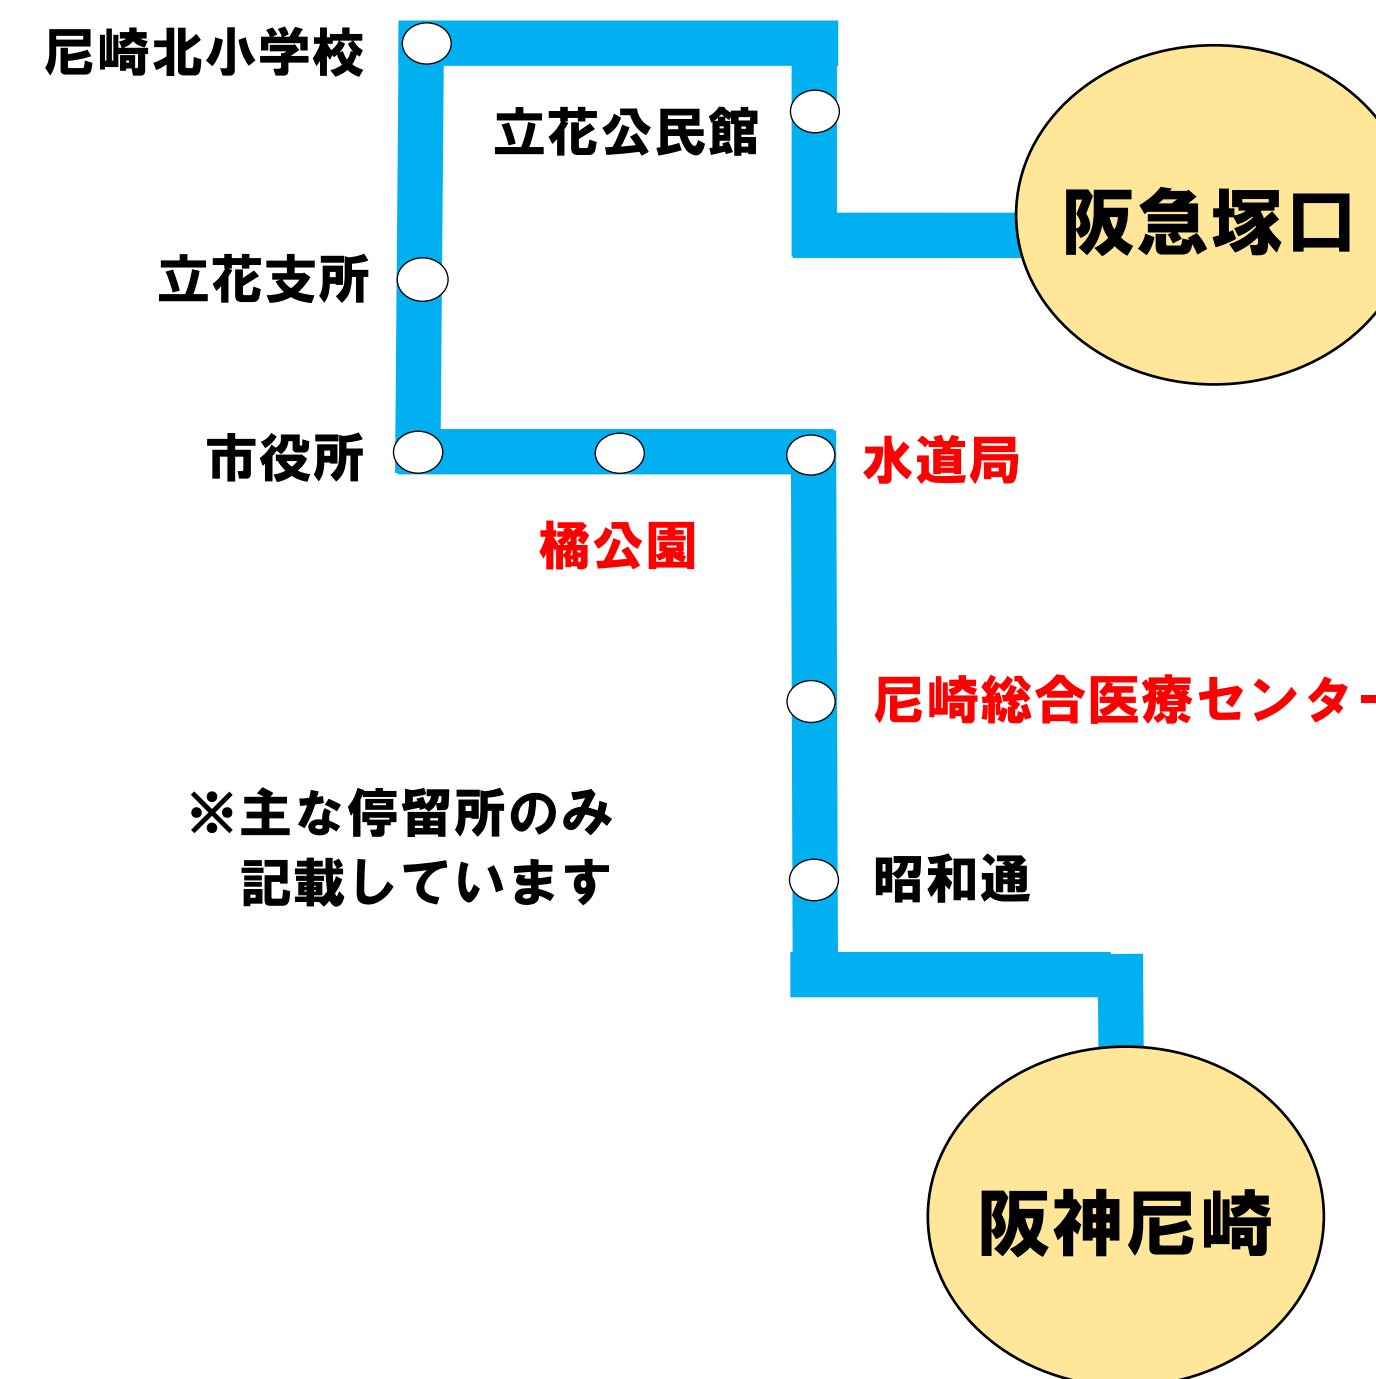 尼崎北小学校
立花公民館
阪急塚口
立花支所
市役所
水道局
橘公園
尼崎総合医療センター
※主な停留所のみ
記載しています
昭和通
阪神尼崎